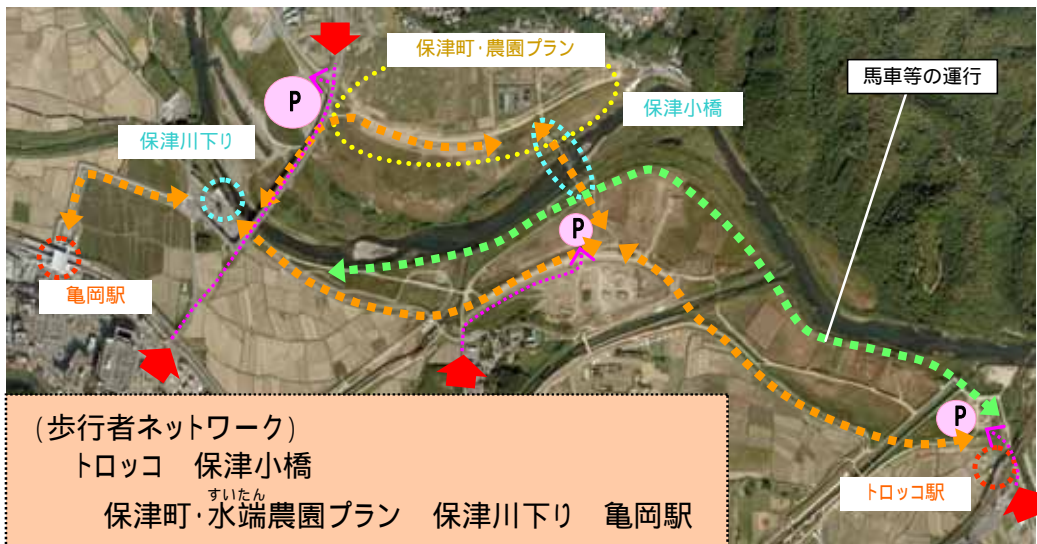 保津町･農園プラン
P
馬車等の運行
保津小橋
保津川下り
P
亀岡駅
P
トロッコ駅
(歩行者ネットワーク)
トロッコ　保津小橋
すいたん
保津町･水端農園プラン　保津川下り　亀岡駅